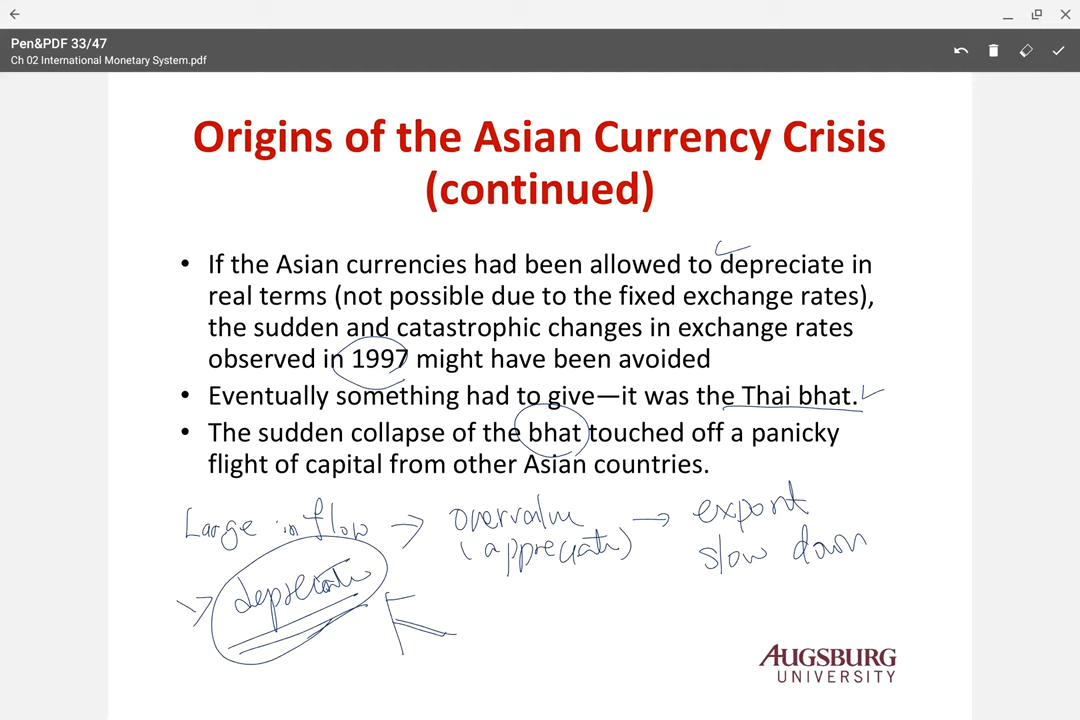 Pen&PDF 33/47
Ch 02 International Monetary System.pdf
Origins of the Asian Currency Crisis
(continued)
• If the Asian currencies had been allowed to depreciate in
real terms (not possible due to the fixed exchange rates),
the sudden and catastrophic changes in exchange rates
observed in 1997 might have been avoided
• Eventually something had to give—it was the Thai bhat.
• The sudden collapse of the bhat touched off a panicky
flight of capital from other Asian countries.
Large inflow → overvalue → export
(appreciate) slow down
→ depreciate
AUGSBURG
UNIVERSITY